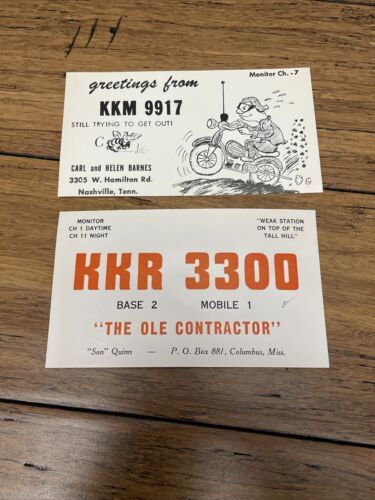 greetings from
Monitor Ch. -7
KKM 9917
STILL TRYING TO GET OUT!
C
CARL and HELEN BARNES
3305 W. Hamilton Rd.
Nashville, Tenn.
MONITOR
CH 1 DAYTIME
CH 11 NIGHT
"WEAK STATION
ON TOP OF THE
TALL HILL"
KKR 3300
BASE 2 MOBILE 1
"THE OLE CONTRACTOR"
"Son" Quinn — P. O. Box 881, Columbus, Miss.